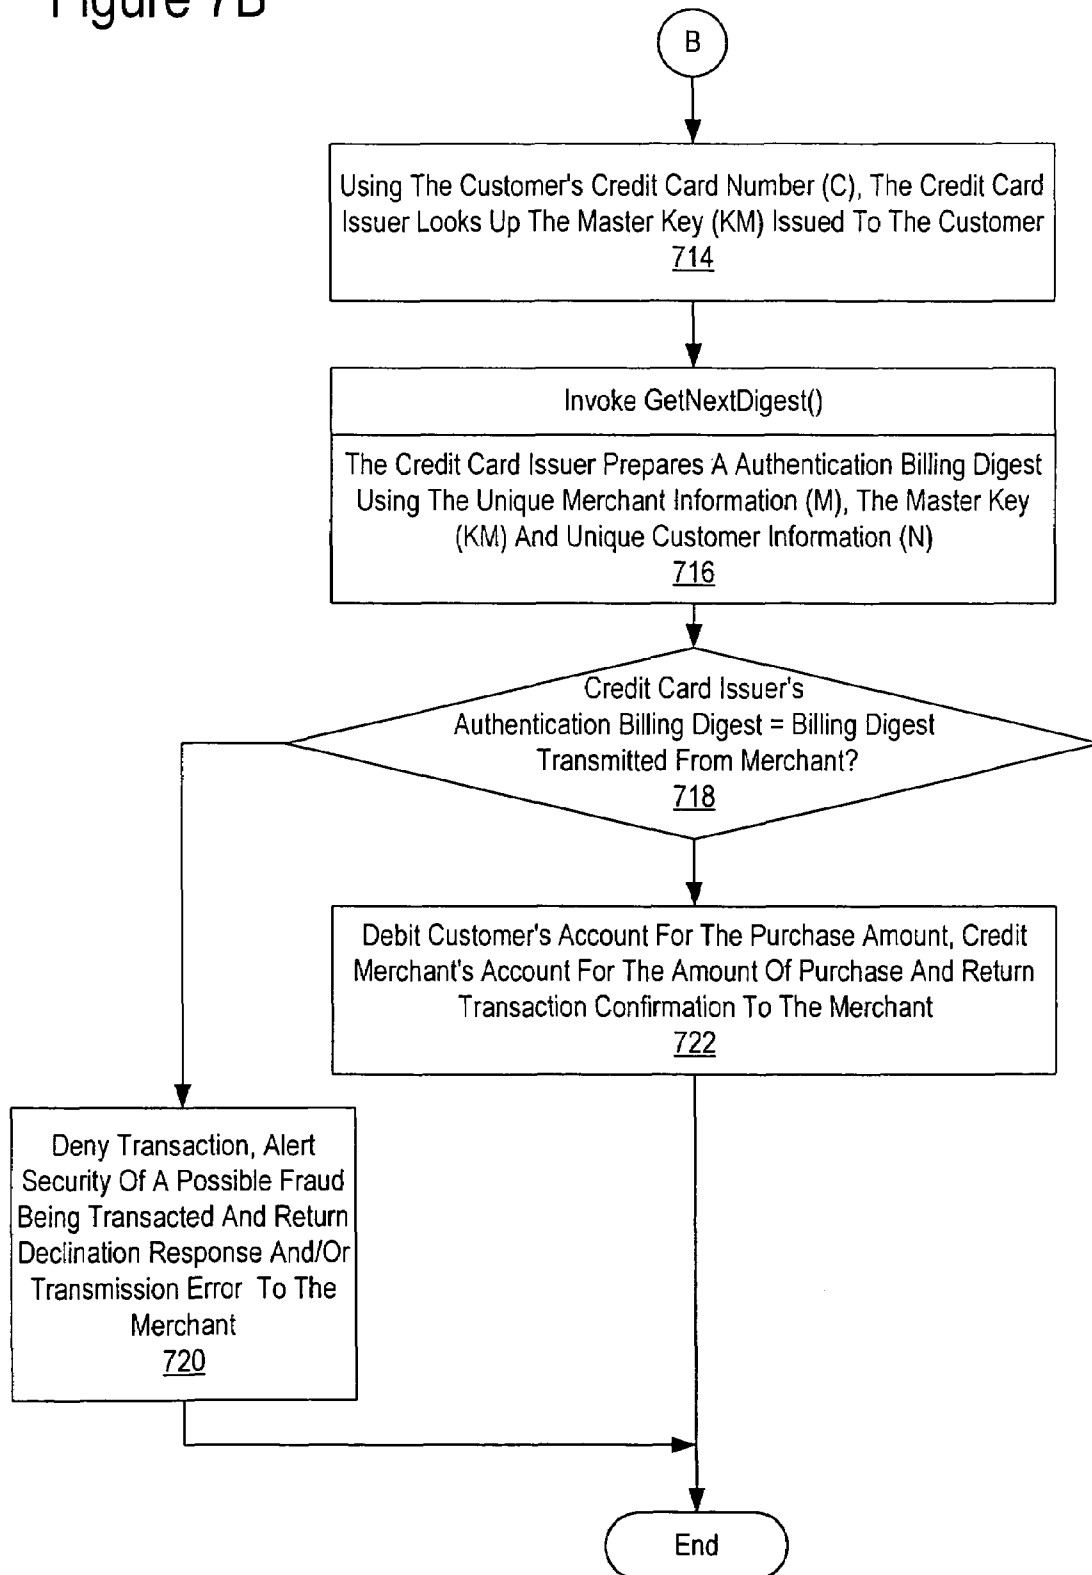 Figure 7B
B
Using The Customer's Credit Card Number (C), The Credit Card
Issuer Looks Up The Master Key (KM) Issued To The Customer
714
Invoke GetNextDigest()
The Credit Card Issuer Prepares A Authentication Billing Digest
Using The Unique Merchant Information (M), The Master Key
(KM) And Unique Customer Information (N)
716
Credit Card Issuer's
Authentication Billing Digest = Billing Digest
Transmitted From Merchant?
718
Debit Customer's Account For The Purchase Amount, Credit
Merchant's Account For The Amount Of Purchase And Return
Transaction Confirmation To The Merchant
722
Deny Transaction, Alert
Security Of A Possible Fraud
Being Transacted And Return
Declination Response And/Or
Transmission Error To The
Merchant
720
End